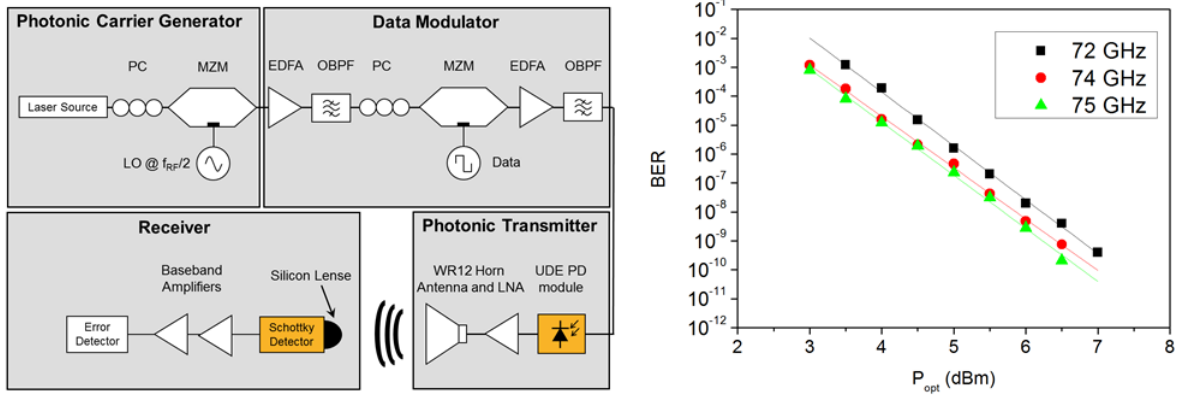 Photonic Carrier Generator
PC
MZM
Laser Source
LO @ fRF/2
Data Modulator
EDFA
OBPF
PC
MZM
EDFA
OBPF
Data
Receiver
Baseband
Amplifiers
Silicon Lense
Error
Detector
Schottky
Detector
Photonic Transmitter
WR12 Horn
Antenna and LNA
UDE PD
module
BER
10-1
10-2
10-3
10-4
10-5
10-6
10-7
10-8
10-9
10-10
10-11
10-12
72 GHz
74 GHz
75 GHz
2 3 4 5 6 7 8
Popt (dBm)